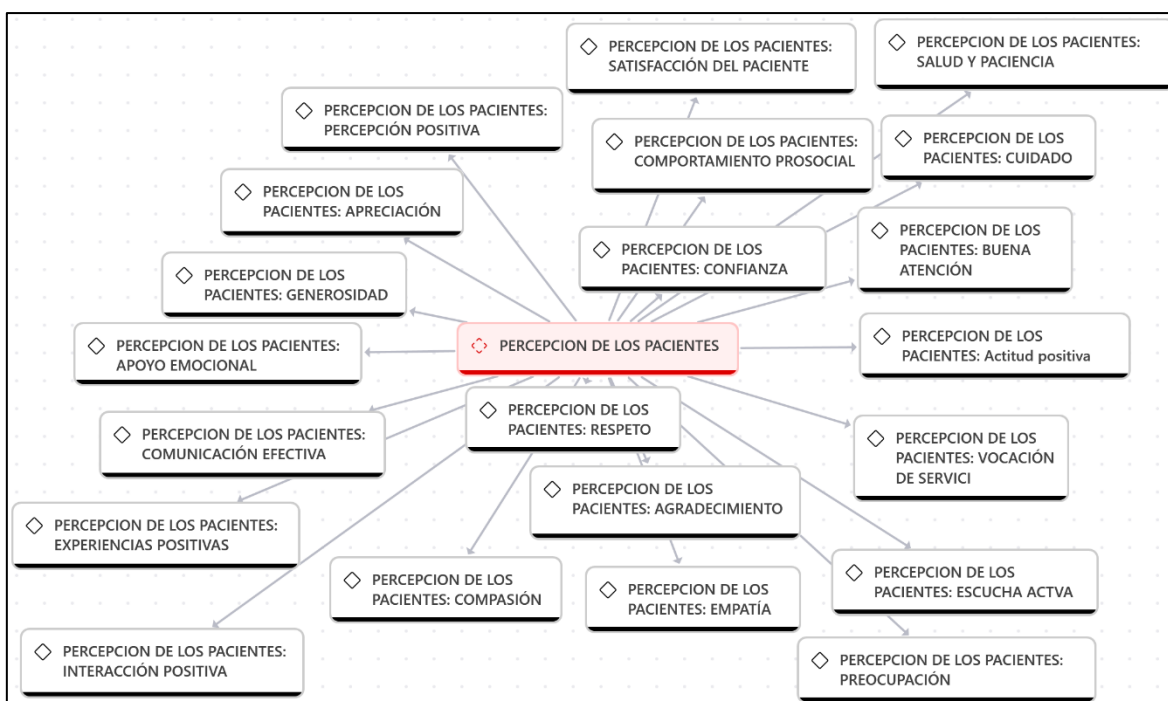 PERCEPCION DE LOS PACIENTES:
SATISFACCIÓN DEL PACIENTE
PERCEPCION DE LOS PACIENTES:
SALUD Y PACIENCIA
PERCEPCION DE LOS PACIENTES:
PERCEPCIÓN POSITIVA
PERCEPCION DE LOS PACIENTES:
COMPORTAMIENTO PROSOCIAL
PERCEPCION DE LOS
PACIENTES: CUIDADO
PERCEPCION DE LOS
PACIENTES: APRECIACIÓN
PERCEPCION DE LOS
PACIENTES: CONFIANZA
PERCEPCION DE LOS
PACIENTES: BUENA
ATENCIÓN
PERCEPCION DE LOS
PACIENTES: GENEROSIDAD
PERCEPCION DE LOS PACIENTES:
APOYO EMOCIONAL
PERCEPCION DE LOS PACIENTES
PERCEPCION DE LOS
PACIENTES: Actitud positiva
PERCEPCION DE LOS
PACIENTES: RESPETO
PERCEPCION DE LOS PACIENTES:
COMUNICACIÓN EFECTIVA
PERCEPCION DE LOS
PACIENTES: VOCACIÓN
DE SERVICI
PERCEPCION DE LOS
PACIENTES: AGRADECIMIENTO
PERCEPCION DE LOS PACIENTES:
EXPERIENCIAS POSITIVAS
PERCEPCION DE LOS
PACIENTES: COMPASIÓN
PERCEPCION DE LOS
PACIENTES: EMPATÍA
PERCEPCION DE LOS
PACIENTES: ESCUCHA ACTVA
PERCEPCION DE LOS PACIENTES:
INTERACCIÓN POSITIVA
PERCEPCION DE LOS PACIENTES:
PREOCUPACIÓN